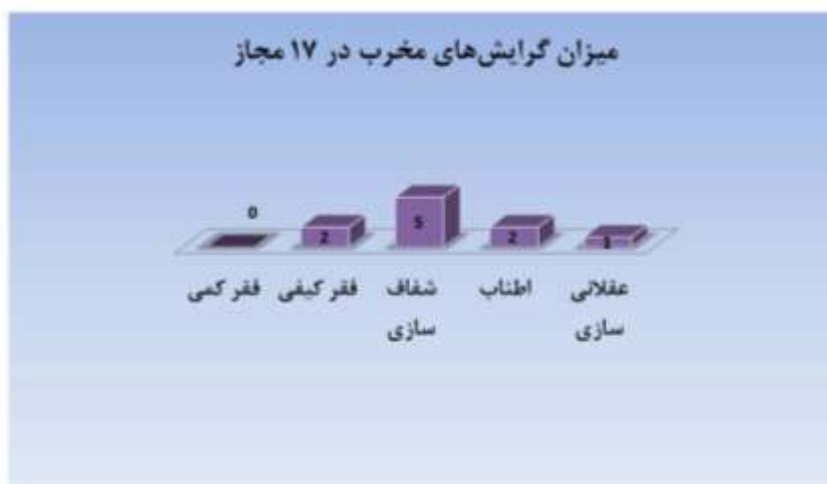 میزان گرایش‌های مخرب در ۱۷ مجاز
0
2
5
2
1
فقر کمی
فقر کیفی
شفاف
سازی
اطناب
عقلانی
سازی